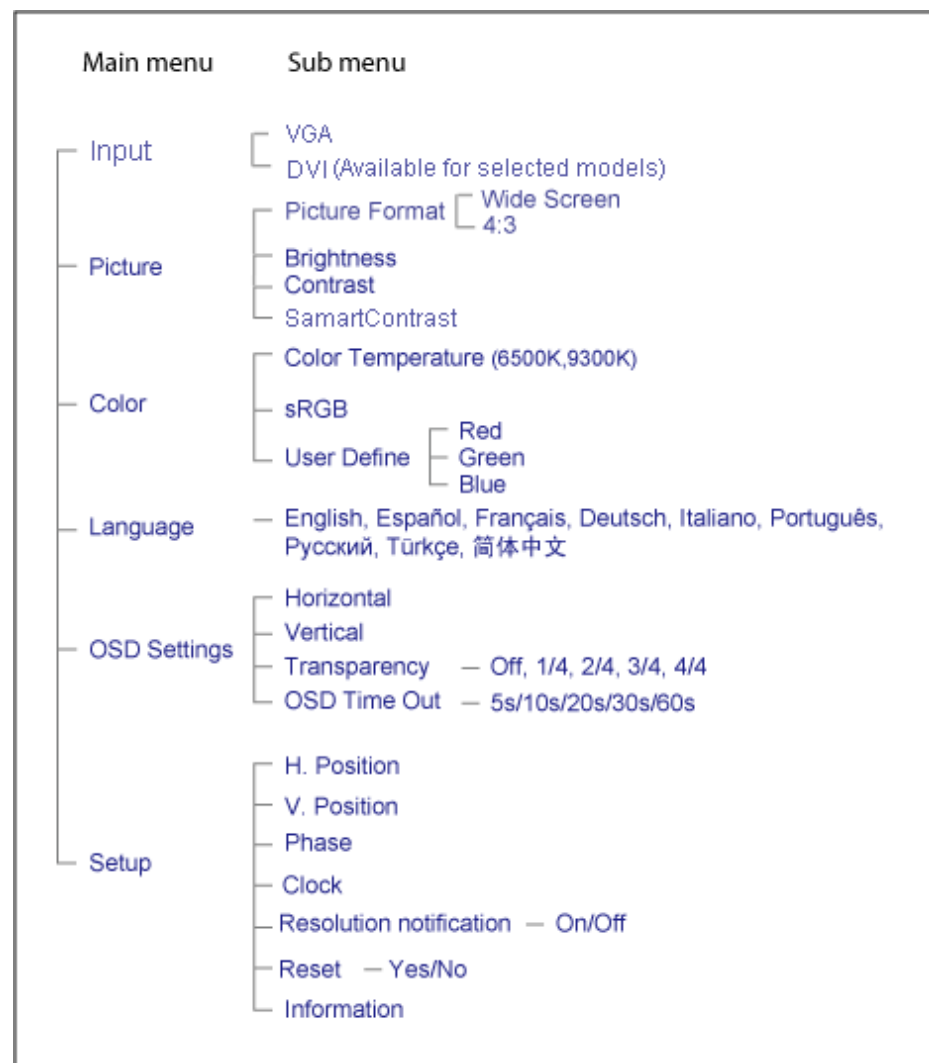 Main menu Sub menu
Input VGA
DVI (Available for selected models)
Picture Format Wide Screen
4:3
Picture Brightness
Contrast
SamartContrast
Color Temperature (6500K,9300K)
Color sRGB
Red
User Define Green
Blue
Language English, Español, Français, Deutsch, Italiano, Português,
Русский, Tūrkçe, 简体中文
Horizontal
Vertical
OSD Settings Transparency Off, 1/4, 2/4, 3/4, 4/4
OSD Time Out 5s/10s/20s/30s/60s
H. Position
V. Position
Phase
Setup Clock
Resolution notification On/Off
Reset Yes/No
Information